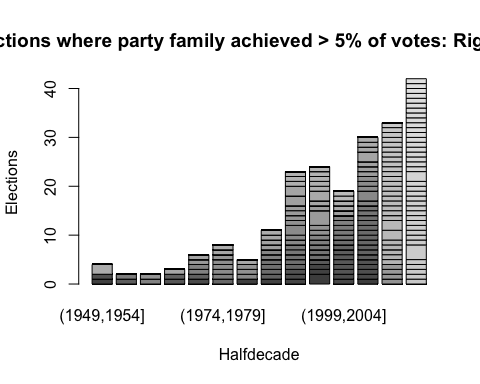 ctions where party family achieved > 5% of votes: Rig
Elections
40
30
20
10
0
(1949,1954] (1974,1979] (1999,2004]
Halfdecade